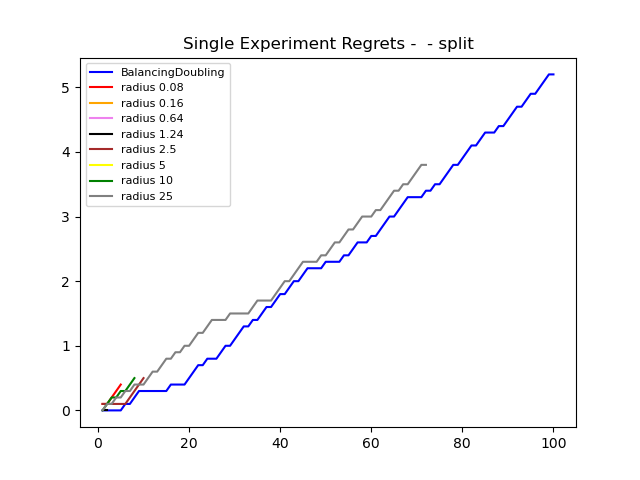 Single Experiment Regrets -  - split
BalancingDoubling
radius 0.08
radius 0.16
radius 0.64
radius 1.24
radius 2.5
radius 5
radius 10
radius 25
5
4
3
2
1
0
0 20 40 60 80 100